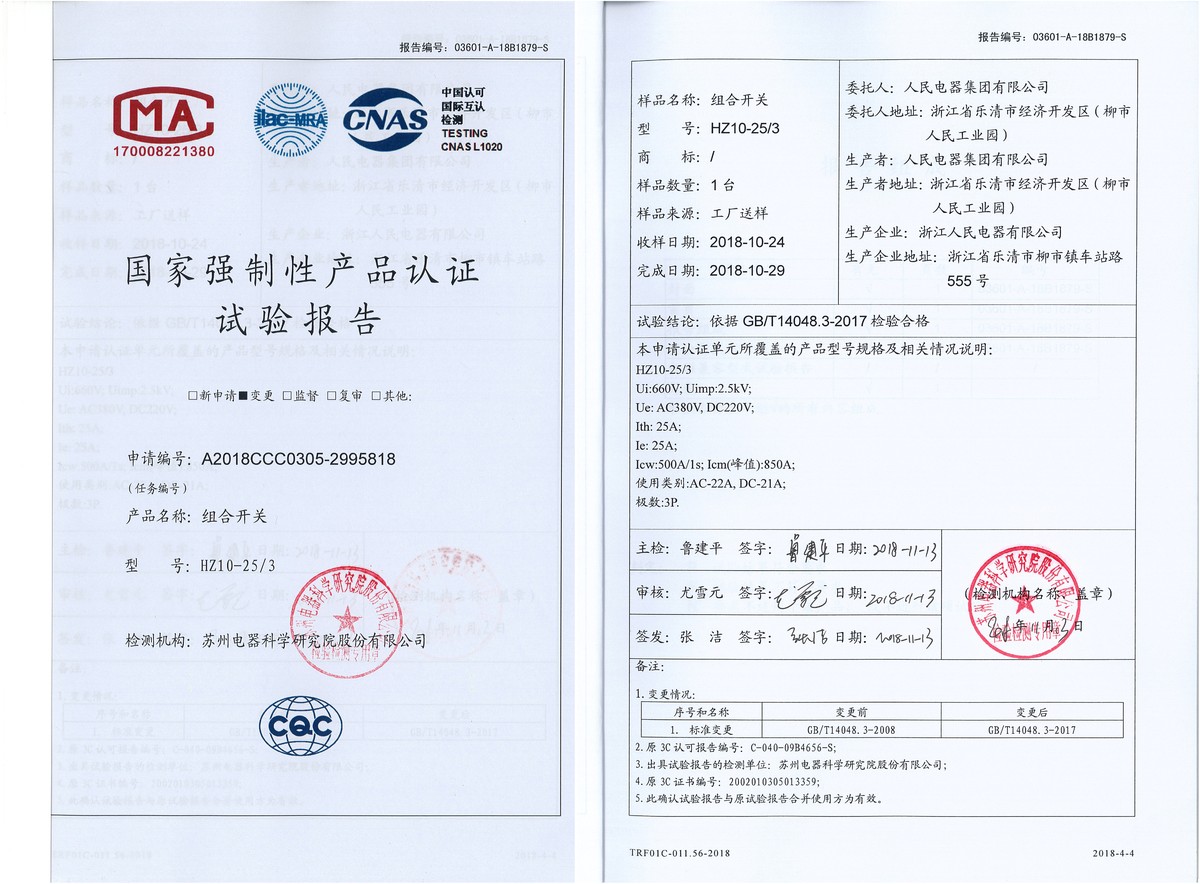 报告编号: 03601-A-18B1879-S
MA
170008221380
ilac-MRA
CNAS
中国认可
国际互认
检测
TESTING
CNAS L1020
国家强制性产品认证
试验报告
□新申请■变更 □监督 □复审 □其他:
申请编号: A2018CCC0305-2995818
(任务编号)
产品名称: 组合开关
型 号: HZ10-25/3
检测机构: 苏州电器科学研究院股份有限公司
CQC
报告编号: 03601-A-18B1879-S
样品名称: 组合开关
型 号: HZ10-25/3
商 标: /
样品数量: 1 台
样品来源: 工厂送样
收样日期: 2018-10-24
完成日期: 2018-10-29
委托人: 人民电器集团有限公司
委托人地址: 浙江省乐清市经济开发区(柳市
人民工业园)
生产者: 人民电器集团有限公司
生产者地址: 浙江省乐清市经济开发区(柳市
人民工业园)
生产企业: 浙江人民电器有限公司
生产企业地址: 浙江省乐清市柳市镇车站路
555 号
试验结论: 依据 GB/T14048.3-2017 检验合格
本申请认证单元所覆盖的产品型号规格及相关情况说明:
HZ10-25/3
Ui:660V; Uimp:2.5kV;
Ue: AC380V, DC220V;
Ith: 25A;
Ie: 25A;
Icw:500A/1s; Icm(峰值):850A;
使用类别:AC-22A, DC-21A;
极数:3P.
主检: 鲁建平 签字: 鲁建平 日期: 2018-11-13
审核: 尤雪元 签字: 日期: 2018-11-13
签发: 张 洁 签字: 日期: 2018-11-13
(检测机构名称 盖章)
2018年11月13日
备注:
1.变更情况:
序号和名称 变更前 变更后
1. 标准变更 GB/T14048.3-2008 GB/T14048.3-2017
2.原3C认可报告编号: C-040-09B4656-S;
3.出具试验报告的检测单位: 苏州电器科学研究院股份有限公司;
4.原3C证书编号: 2002010305013359;
5.此确认试验报告与原试验报告合并使用方为有效。
TRF01C-011.56-2018
2018-4-4